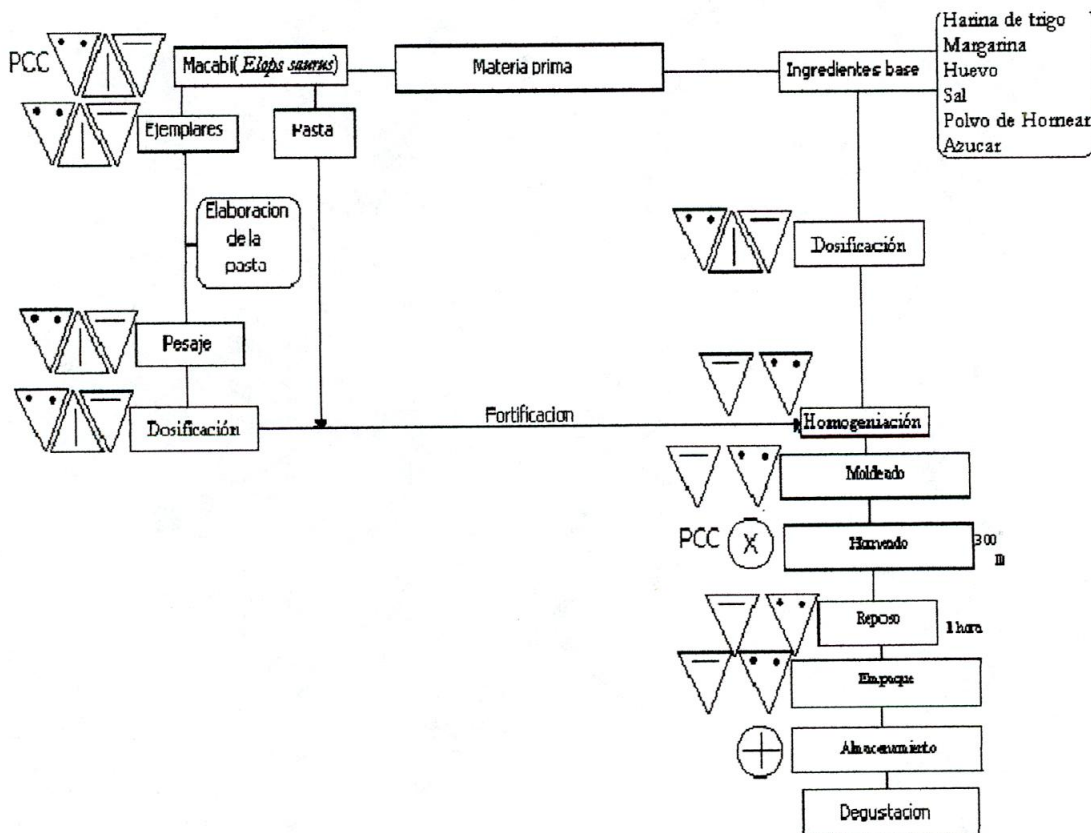 PCC
Macabi(Elops saurus)
Materia prima
Ingredientes base
Harina de trigo
Margarina
Huevo
Sal
Polvo de Hornear
Azucar
Ejemplares
Pasta
Elaboracion
de la
pasta
Dosificación
Pesaje
Dosificación
Fortificacion
Homogeniación
Moldeado
PCC
X
Horneado
300°
Reposo
1 hora
Empaque
Almacenamiento
Degustacion